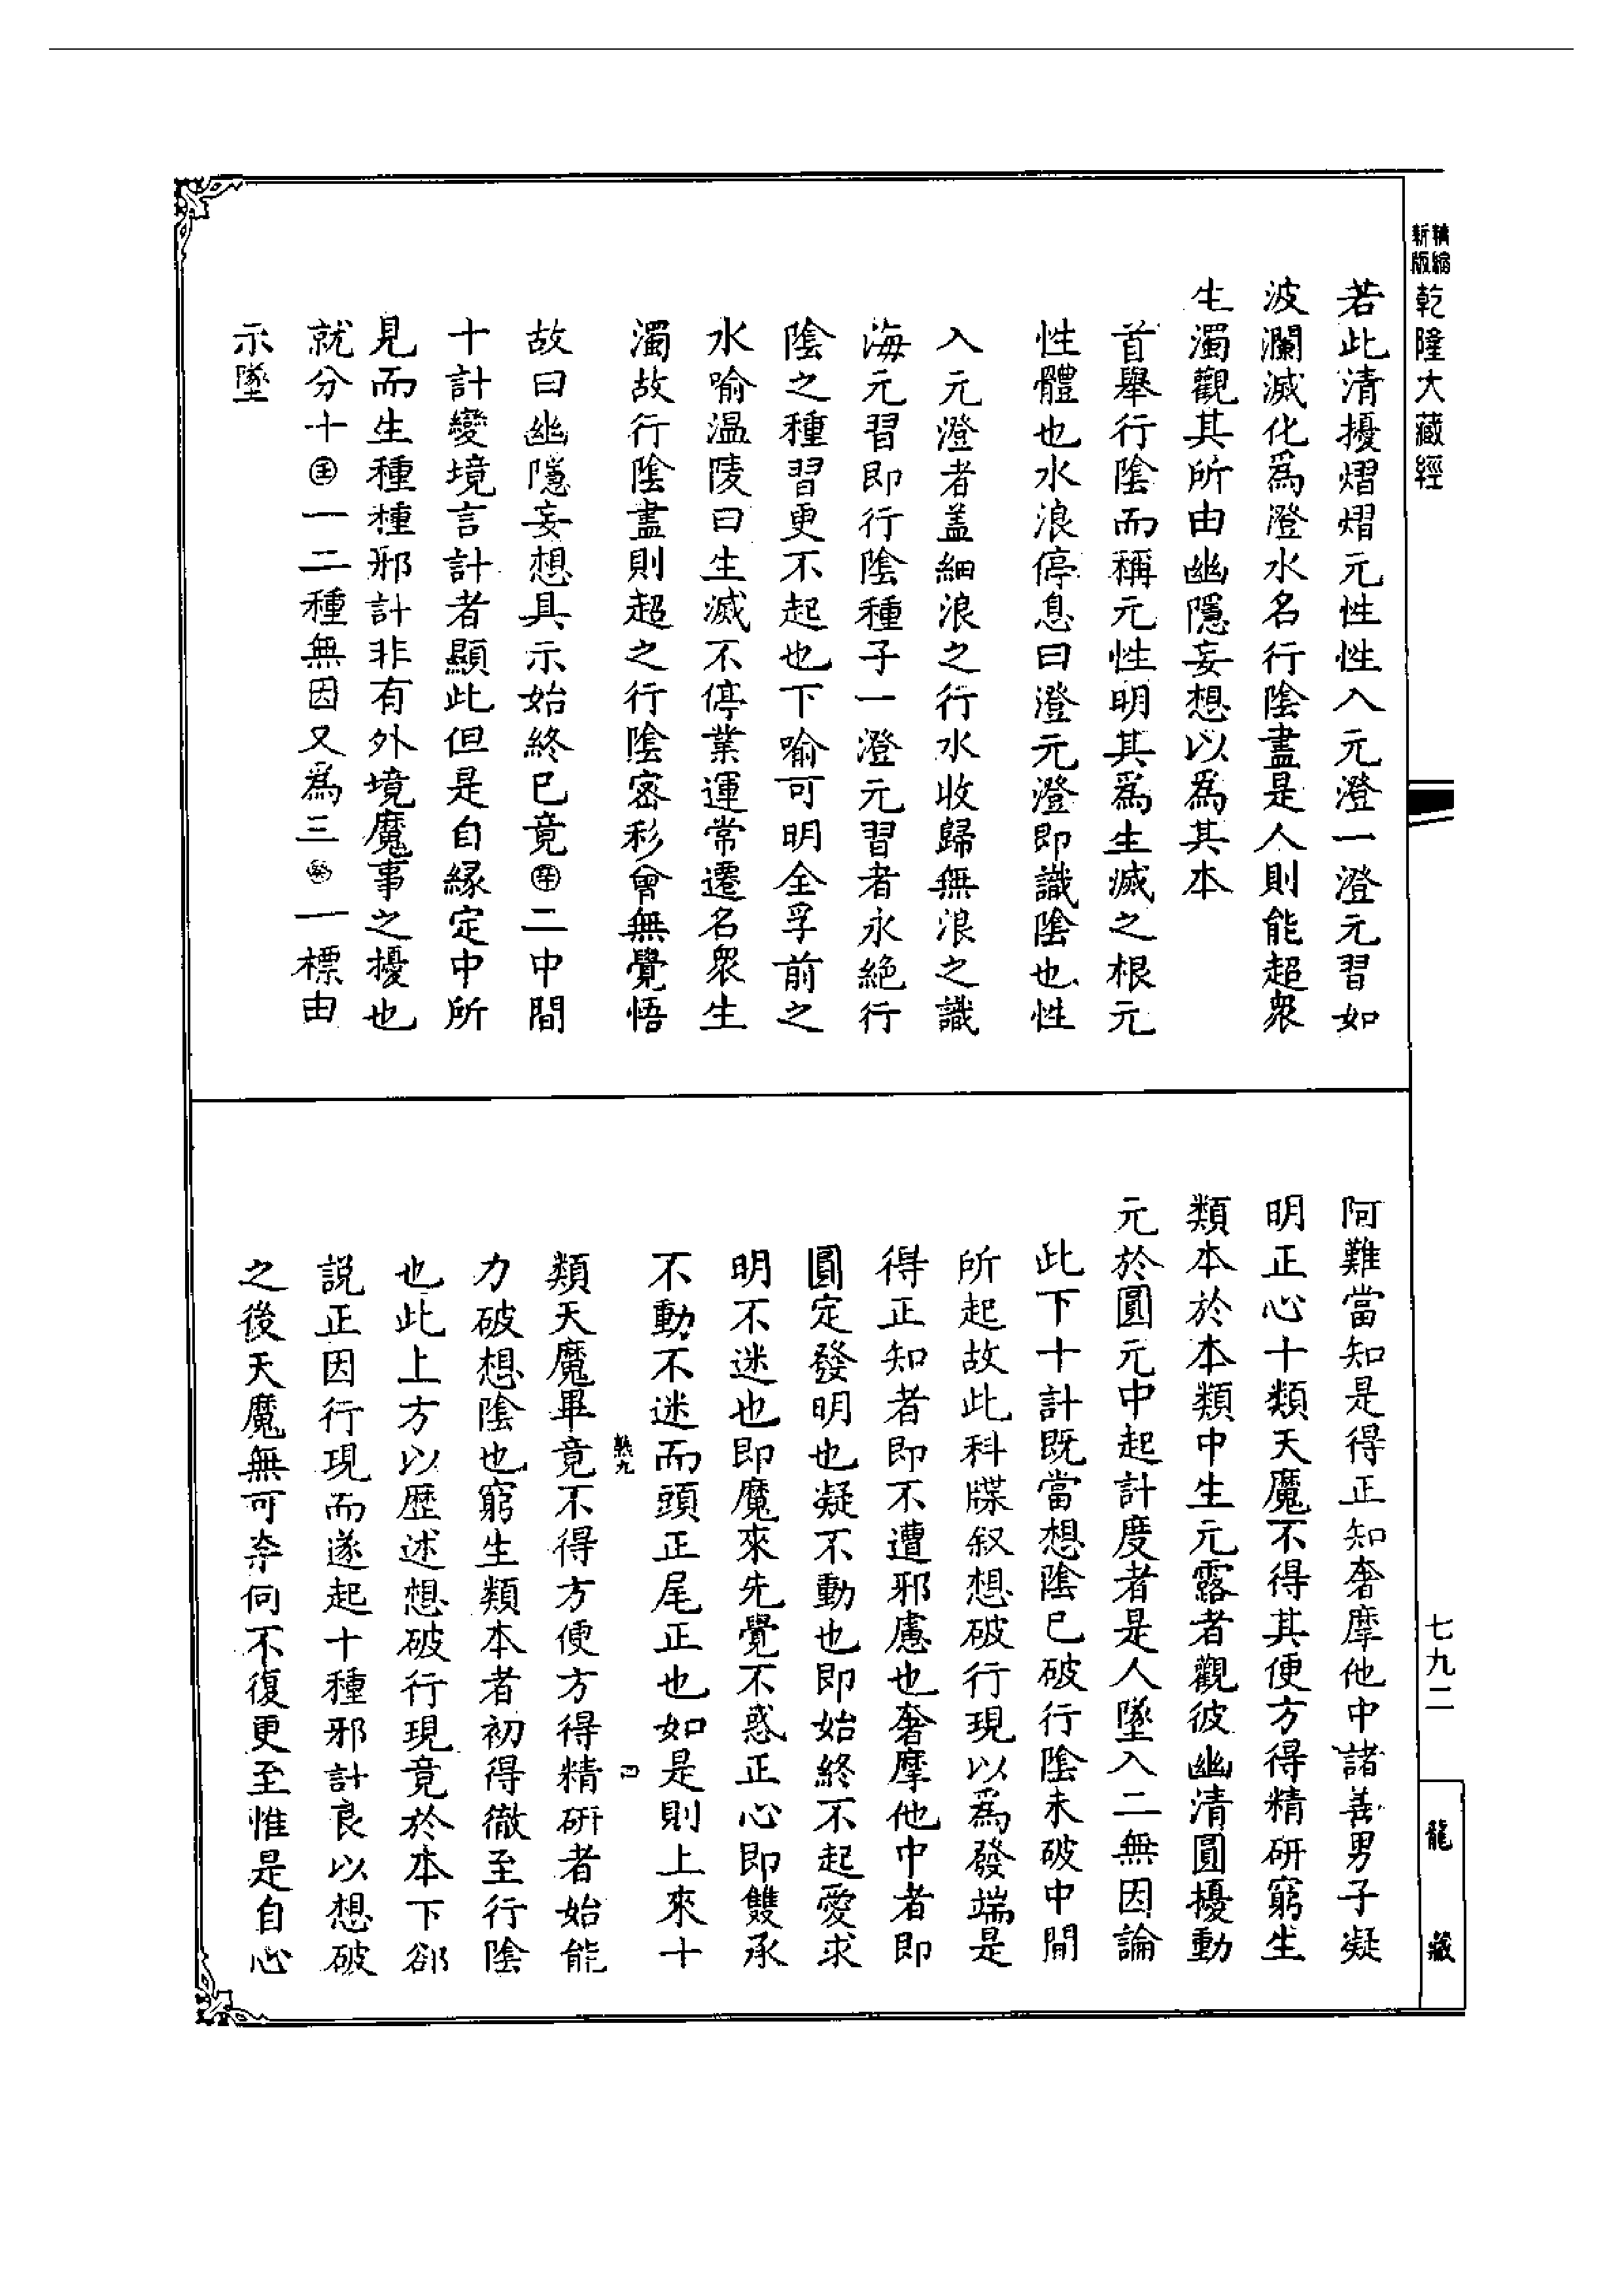 精縮
新版
乾隆大藏經
若此清擾熠熠元性性入元澄一澄元習如
波瀾滅化為澄水名行陰盡是人則能超衆
生濁觀其所由幽隱妄想以為其本
首舉行陰而稱元性明其為生滅之根元
性體也水浪停息曰澄元澄即識陰也性
入元澄者盖細浪之行水收歸無浪之識
海元習即行陰種子一澄元習者永絶行
陰之種習更不起也下喻可明全孚前之
水喻温陵曰生滅不停業運常遷名衆生
濁故行陰盡則超之行陰密移曾無覺悟
故曰幽隱妄想具示始終已竟㊢二中間
十計變境言計者顯此但是自緣定中所
見而生種種邪計非有外境魔事之擾也
就分十一二種無因又為三一標由
示墜
阿難當知是得正知奢摩他中諸善男子凝
明正心十類天魔不得其便方得精研窮生
類本於本類中生元露者觀彼幽清圓擾動
元於圓元中起計度者是人墜入二無因論
此下十計既當想陰已破行陰未破中間
所起故此科牒叙想破行現以為發端是
得正知者即不遭邪慮也奢摩他中者即
圓定發明也凝不動也即始終不起愛求
明不迷也即魔來先覺不惑正心即雙承
不動不迷而頭正尾正也如是則上來十
類天魔畢竟不得方便方得精研者始能
力破想陰也窮生類本者初得徹至行陰
也此上方以歷述想破行現竟於本下郤
說正因行現而遂起十種邪計良以想破
之後天魔無可柰何不復更至惟是自心
七九二
龍藏